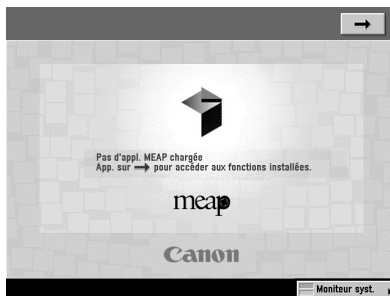 Pas d'appl. MEAP chargée
App. sur → pour accéder aux fonctions installées.
meap
Canon
Moniteur syst.